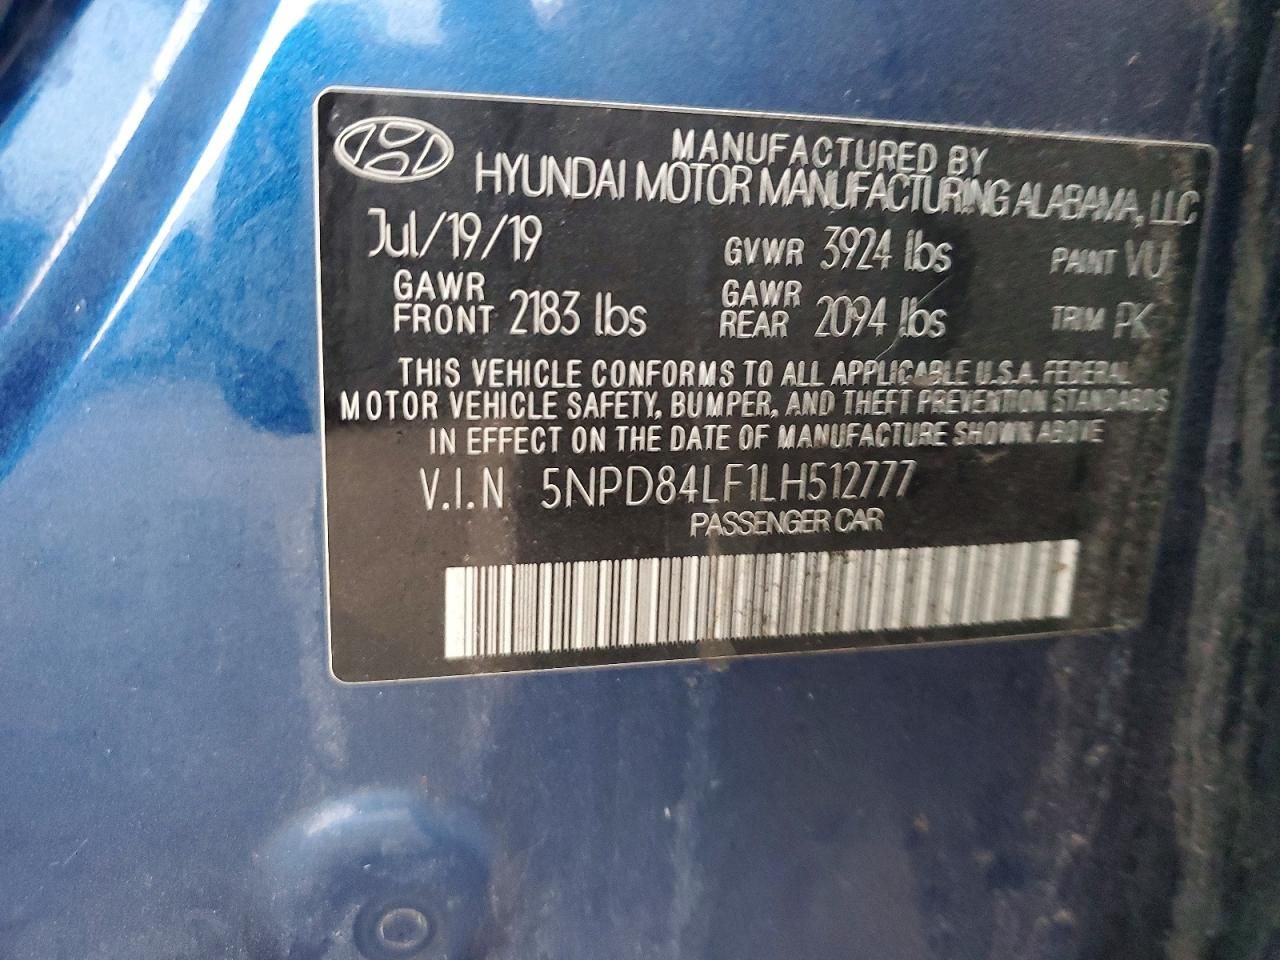 MANUFACTURED BY
HYUNDAI MOTOR MANUFACTURING ALABAMA, LLC
Jul/19/19 GVWR 3924 lbs PAINT VU
GAWR FRONT 2183 lbs GAWR REAR 2094 lbs TRIM PK
THIS VEHICLE CONFORMS TO ALL APPLICABLE U.S.A. FEDERAL
MOTOR VEHICLE SAFETY, BUMPER, AND THEFT PREVENTION STANDARDS
IN EFFECT ON THE DATE OF MANUFACTURE SHOWN ABOVE
V.I.N 5NPD84LF1LH512777
PASSENGER CAR